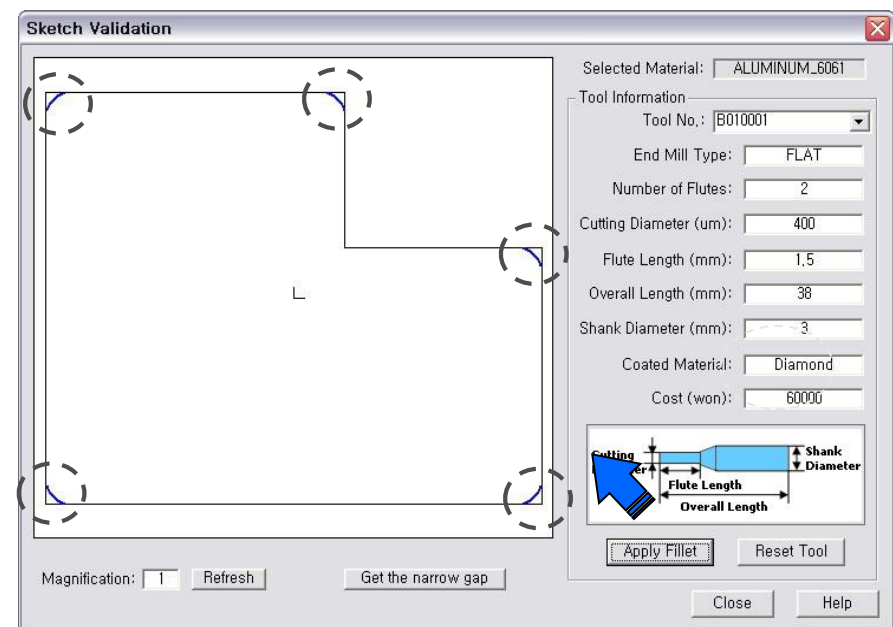 Sketch Validation
Selected Material: ALUMINUM_6061
Tool Information
Tool No.: B010001
End Mill Type: FLAT
Number of Flutes: 2
Cutting Diameter (um): 400
Flute Length (mm): 1.5
Overall Length (mm): 38
Shank Diameter (mm): 3
Coated Material: Diamond
Cost (won): 60000
Cutting
Shank
Diameter
Flute Length
Overall Length
Apply Fillet Reset Tool
Magnification: 1 Refresh Get the narrow gap
Close Help